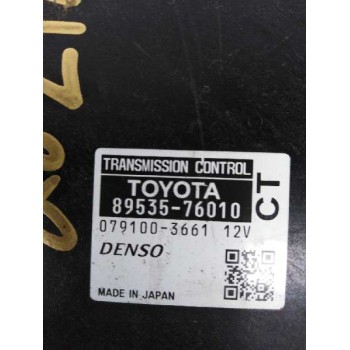 TRANSMISSION CONTROL
TOYOTA
89535-76010
079100-3661 12V
CT
DENSO
MADE IN JAPAN